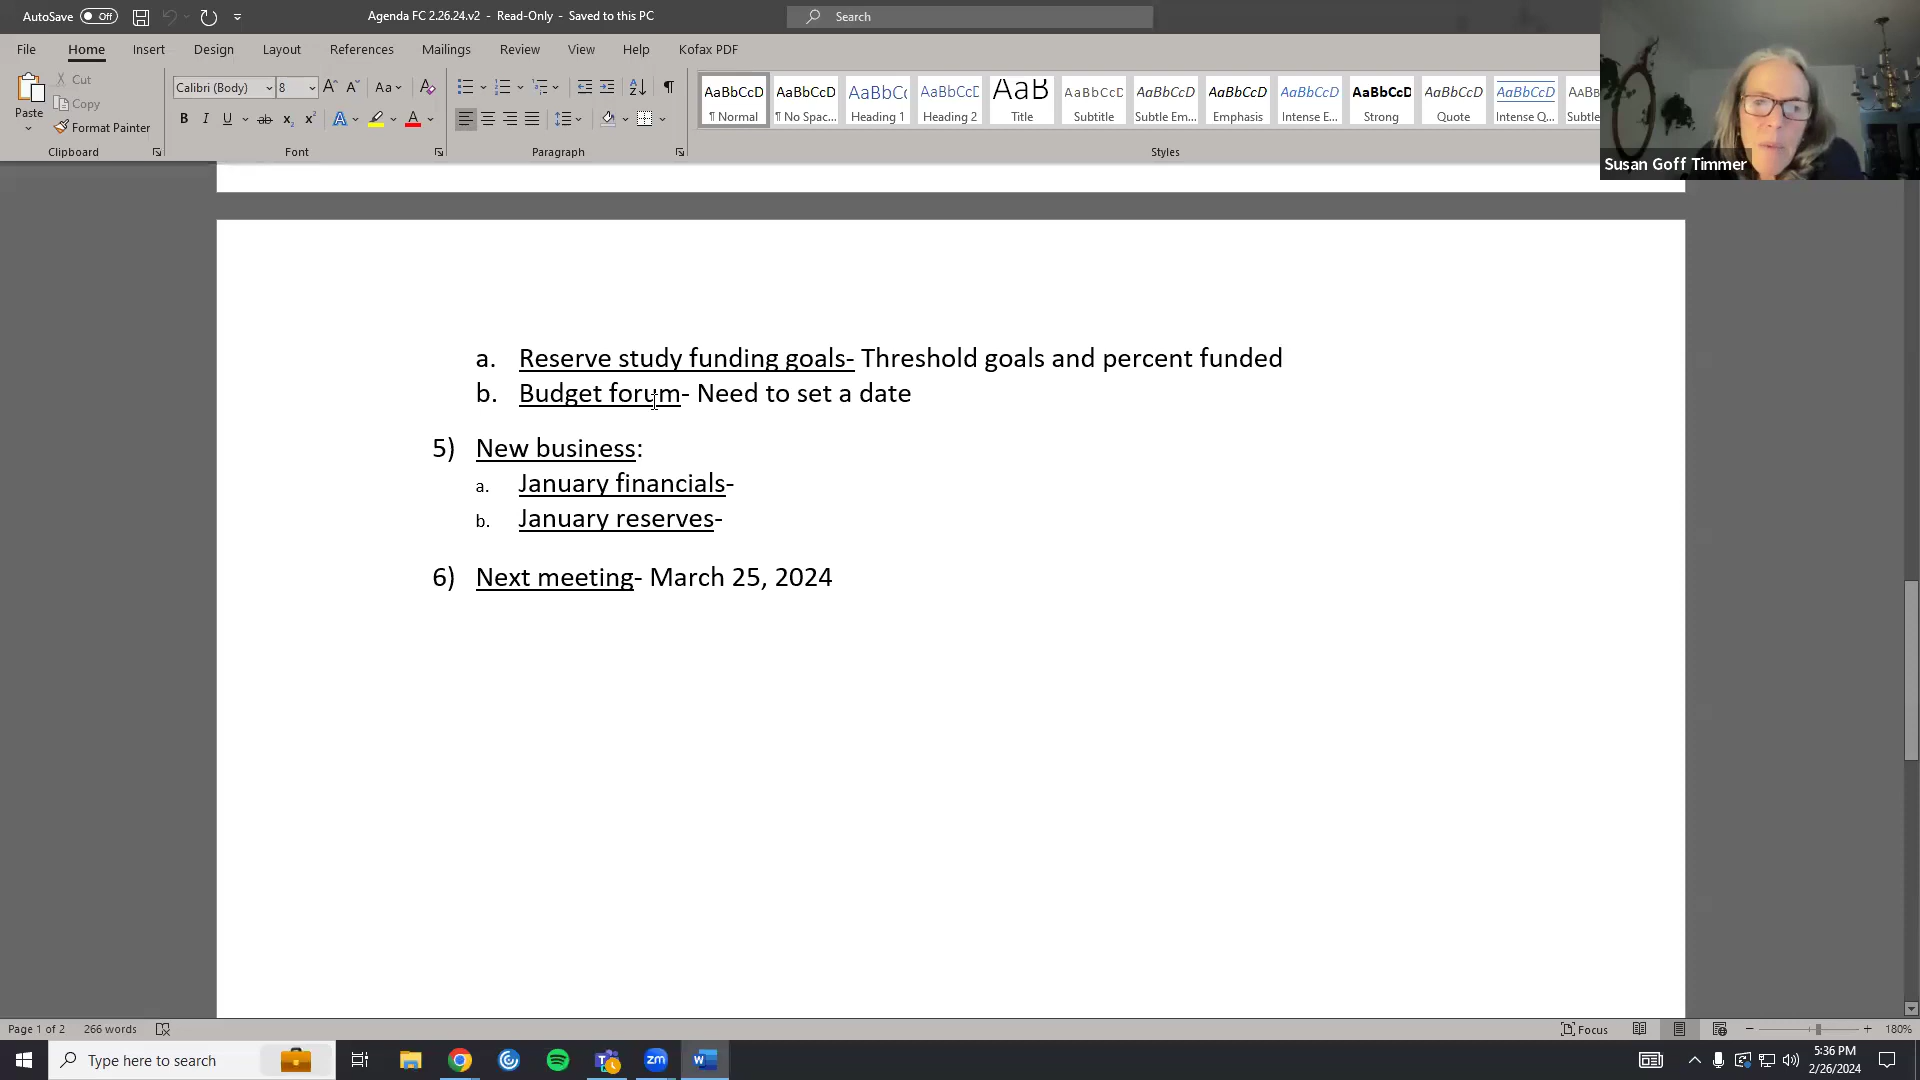 AutoSave Off Agenda FC 2.26.24.v2 - Read-Only - Saved to this PC Search
File Home Insert Design Layout References Mailings Review View Help Kofax PDF
Paste Cut Copy Format Painter
Calibri (Body) 8
AaBbCcD AaBbCcD AaBbCc AaBbCcD AaB AaBbCcD AaBbCcD AaBbCcD AaBbCcD AaBbCcD AaBbCcD AaBbCcD AaBb
¶ Normal ¶ No Spac... Heading 1 Heading 2 Title Subtitle Subtle Em... Emphasis Intense E... Strong Quote Intense Q... Subtle
Clipboard Font Paragraph Styles
Susan Goff Timmer
a. Reserve study funding goals- Threshold goals and percent funded
b. Budget forum- Need to set a date
5) New business:
a. January financials-
b. January reserves-
6) Next meeting- March 25, 2024
Page 1 of 2 266 words Focus 180%
Type here to search
5:36 PM
2/26/2024